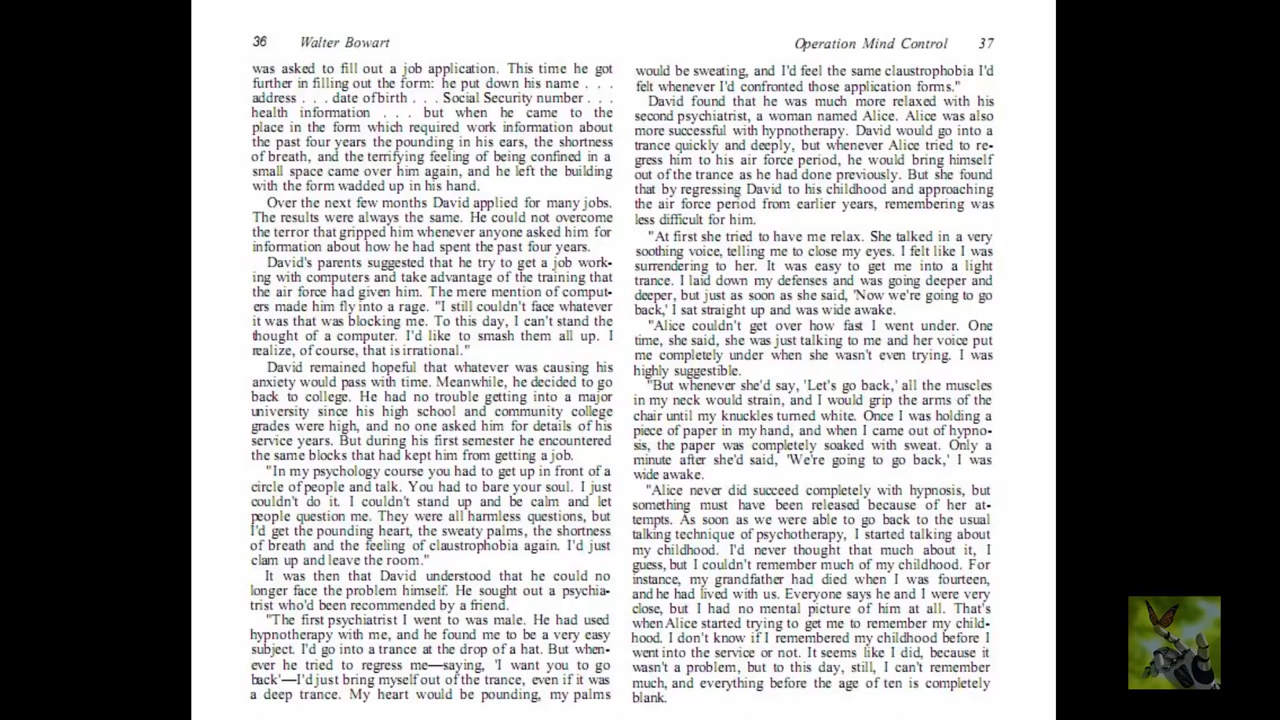 36 Walter Bowart
was asked to fill out a job application. This time he got
further in filling out the form: he put down his name . . .
address . . . date of birth . . . Social Security number . . .
health information . . . but when he came to the
place in the form which required work information about
the past four years the pounding in his ears, the shortness
of breath, and the terrifying feeling of being confined in a
small space came over him again, and he left the building
with the form wadded up in his hand.
Over the next few months David applied for many jobs.
The results were always the same. He could not overcome
the terror that gripped him whenever anyone asked him for
information about how he had spent the past four years.
David's parents suggested that he try to get a job work-
ing with computers and take advantage of the training that
the air force had given him. The mere mention of comput-
ers made him fly into a rage. "I still couldn't face whatever
it was that was blocking me. To this day, I can't stand the
thought of a computer. I'd like to smash them all up. I
realize, of course, that is irrational."
David remained hopeful that whatever was causing his
anxiety would pass with time. Meanwhile, he decided to go
back to college. He had no trouble getting into a major
university since his high school and community college
grades were high, and no one asked him for details of his
service years. But during his first semester he encountered
the same blocks that had kept him from getting a job.
"In my psychology course you had to get up in front of a
circle of people and talk. You had to bare your soul. I just
couldn't do it. I couldn't stand up and be calm and let
people question me. They were all harmless questions, but
I'd get the pounding heart, the sweaty palms, the shortness
of breath and the feeling of claustrophobia again. I'd just
clam up and leave the room."
It was then that David understood that he could no
longer face the problem himself. He sought out a psychia-
trist who'd been recommended by a friend.
"The first psychiatrist I went to was male. He had used
hypnotherapy with me, and he found me to be a very easy
subject. I'd go into a trance at the drop of a hat. But when-
ever he tried to regress me—saying, 'I want you to go
back'—I'd just bring myself out of the trance, even if it was
a deep trance. My heart would be pounding, my palms
Operation Mind Control 37
would be sweating, and I'd feel the same claustrophobia I'd
felt whenever I'd confronted those application forms."
David found that he was much more relaxed with his
second psychiatrist, a woman named Alice. Alice was also
more successful with hypnotherapy. David would go into a
trance quickly and deeply, but whenever Alice tried to re-
gress him to his air force period, he would bring himself
out of the trance as he had done previously. But she found
that by regressing David to his childhood and approaching
the air force period from earlier years, remembering was
less difficult for him.
"At first she tried to have me relax. She talked in a very
soothing voice, telling me to close my eyes. I felt like I was
surrendering to her. It was easy to get me into a light
trance. I laid down my defenses and was going deeper and
deeper, but just as soon as she said, 'Now we're going to go
back,' I sat straight up and was wide awake.
"Alice couldn't get over how fast I went under. One
time, she said, she was just talking to me and her voice put
me completely under when she wasn't even trying. I was
highly suggestible.
"But whenever she'd say, 'Let's go back,' all the muscles
in my neck would strain, and I would grip the arms of the
chair until my knuckles turned white. Once I was holding a
piece of paper in my hand, and when I came out of hypno-
sis, the paper was completely soaked with sweat. Only a
minute after she'd said, 'We're going to go back,' I was
wide awake.
"Alice never did succeed completely with hypnosis, but
something must have been released because of her at-
tempts. As soon as we were able to go back to the usual
talking technique of psychotherapy, I started talking about
my childhood. I'd never thought that much about it, I
guess, but I couldn't remember much of my childhood. For
instance, my grandfather had died when I was fourteen,
and he had lived with us. Everyone says he and I were very
close, but I had no mental picture of him at all. That's
when Alice started trying to get me to remember my child-
hood. I don't know if I remembered my childhood before I
went into the service or not. It seems like I did, because it
wasn't a problem, but to this day, still, I can't remember
much, and everything before the age of ten is completely
blank.